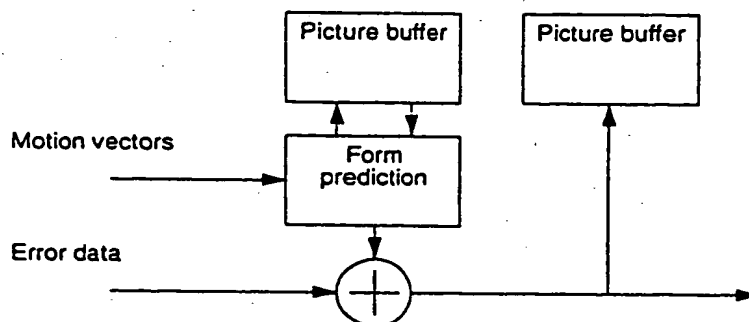 Picture buffer
Picture buffer
Motion vectors
Form
prediction
Error data